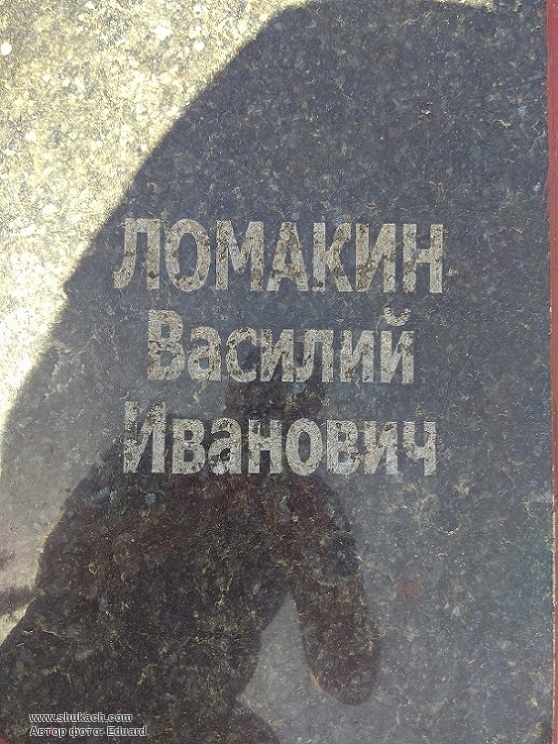 ЛОМАКИН
Василий
Иванович
www.shukach.com
Автор фото: Eduard